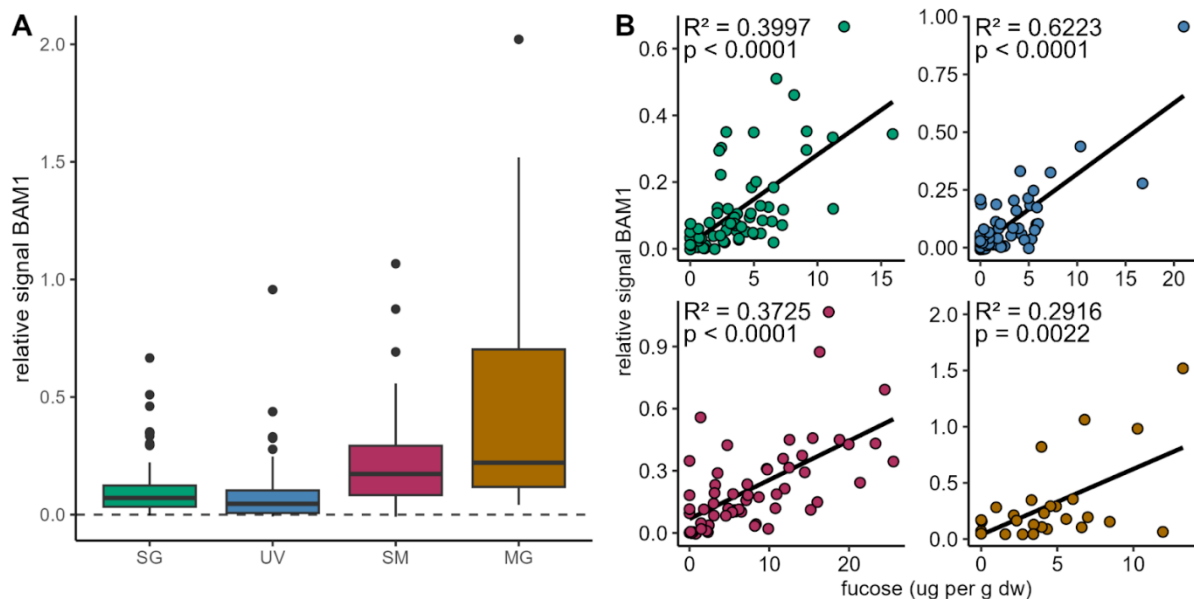 A
relative signal BAM1
2.0
1.5
1.0
0.5
0.0
SG UV SM MG
B
relative signal BAM1
R² = 0.3997
p < 0.0001
0.6
0.4
0.2
0.0
0 5 10 15
R² = 0.6223
p < 0.0001
1.00
0.75
0.50
0.25
0.00
0 5 10 15 20
R² = 0.3725
p < 0.0001
0.9
0.6
0.3
0.0
0 10 20
R² = 0.2916
p = 0.0022
2.0
1.5
1.0
0.5
0.0
0 5 10
fucose (ug per g dw)